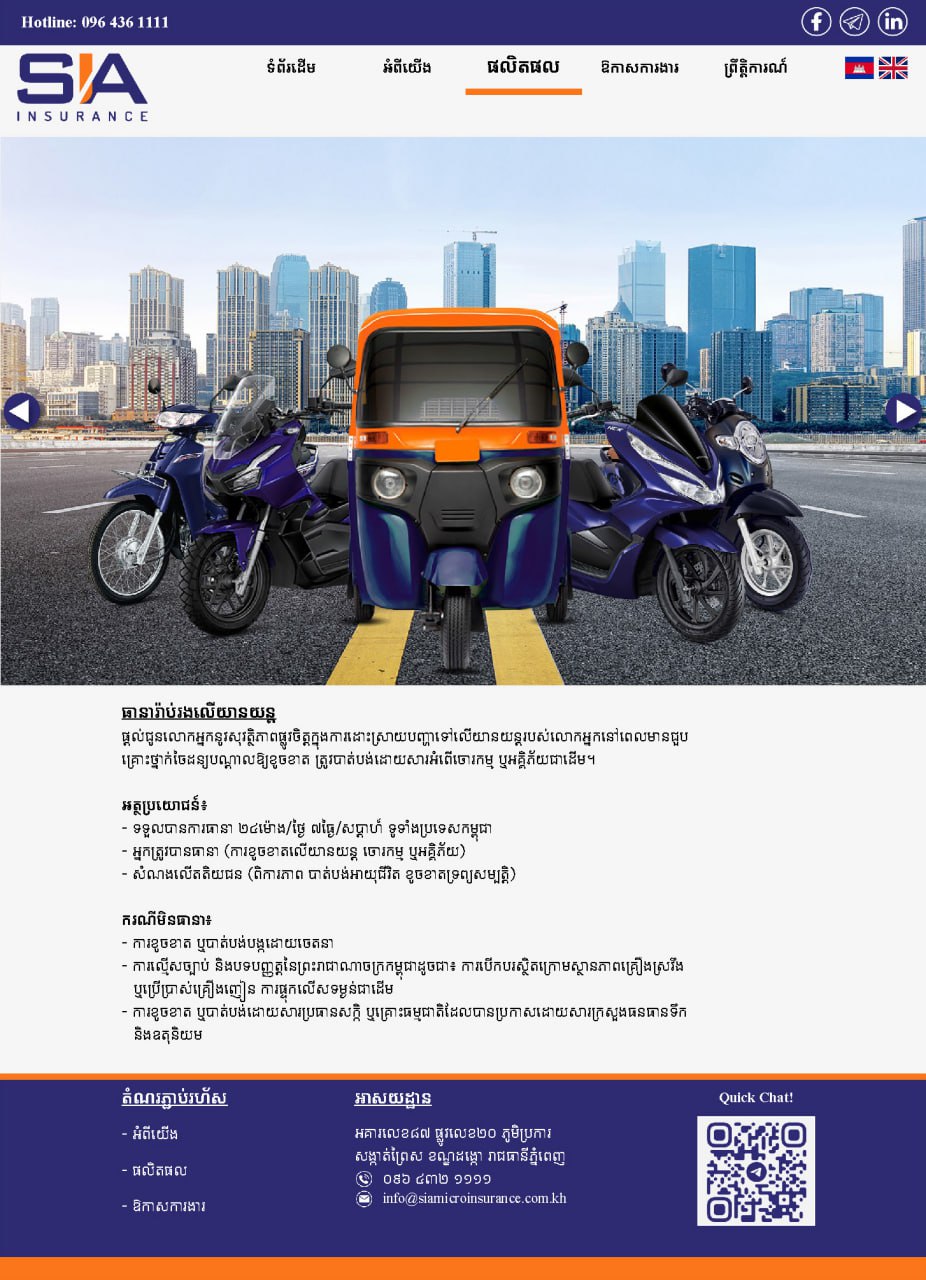 Hotline: 096 436 1111
SIA
INSURANCE
ទំព័រដើម
អំពីយើង
ផលិតផល
ឱកាសការងារ
ព្រឹត្តិការណ៍
ធានារ៉ាប់រងលើយានយន្ត
ផ្តល់ជូនលោកអ្នកនូវសុវត្ថិភាពផ្លូវចិត្តក្នុងការដោះស្រាយបញ្ហាទៅលើយានយន្តរបស់លោកអ្នកនៅពេលមានជួប
គ្រោះថ្នាក់ចៃដន្យបណ្តាលឱ្យខូចខាត ត្រូវបាត់បង់ដោយសារអំពើចោរកម្ម ឬអគ្គិភ័យជាដើម។
អត្ថប្រយោជន៍៖
- ទទួលបានការធានា ២៤ម៉ោង/ថ្ងៃ ៧ធ្ងៃ/សប្តាហ៍ ទូទាំងប្រទេសកម្ពុជា
- អ្នកត្រូវបានធានា (ការខូចខាតលើយានយន្ត ចោរកម្ម ឬអគ្គិភ័យ)
- សំណងលើតតិយជន (ពិការភាព បាត់បង់អាយុជីវិត ខូចខាតទ្រព្យសម្បត្តិ)
ករណីមិនធានា៖
- ការខូចខាត ឬបាត់បង់បង្កដោយចេតនា
- ការល្មើសច្បាប់ និងបទបញ្ញត្តនៃព្រះរាជាណាចក្រកម្ពុជាដូចជា៖ ការបើកបរស្ថិតក្រោមស្ថានភាពគ្រឿងស្រវឹង
ឬប្រើប្រាស់គ្រឿងញៀន ការផ្ទុកលើសទម្ងន់ជាដើម
- ការខូចខាត ឬបាត់បង់ដោយសារប្រធានសក្តិ ឬគ្រោះធម្មជាតិដែលបានប្រកាសដោយសារក្រសួងធនធានទឹក
និងឧតុនិយម
តំណរភ្ជាប់រហ័ស
- អំពីយើង
- ផលិតផល
- ឱកាសការងារ
អាសយដ្ឋាន
អគារលេខ៨៧ ផ្លូវលេខ២០ ភូមិប្រការ
សង្កាត់ព្រៃស ខណ្ឌដង្កោ រាជធានីភ្នំពេញ
០៩៦ ៤៣២ ១១១១
info@siamicroinsurance.com.kh
Quick Chat!